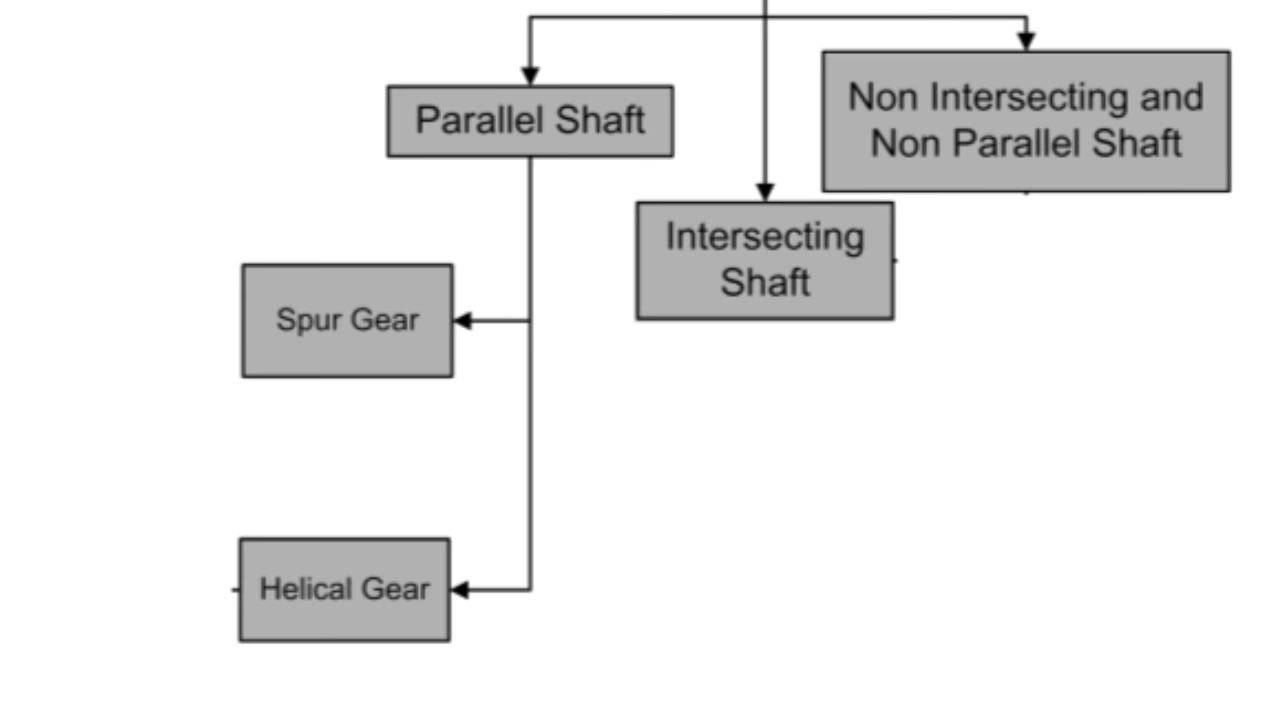 Parallel Shaft
Non Intersecting and
Non Parallel Shaft
Intersecting
Shaft
Spur Gear
Helical Gear